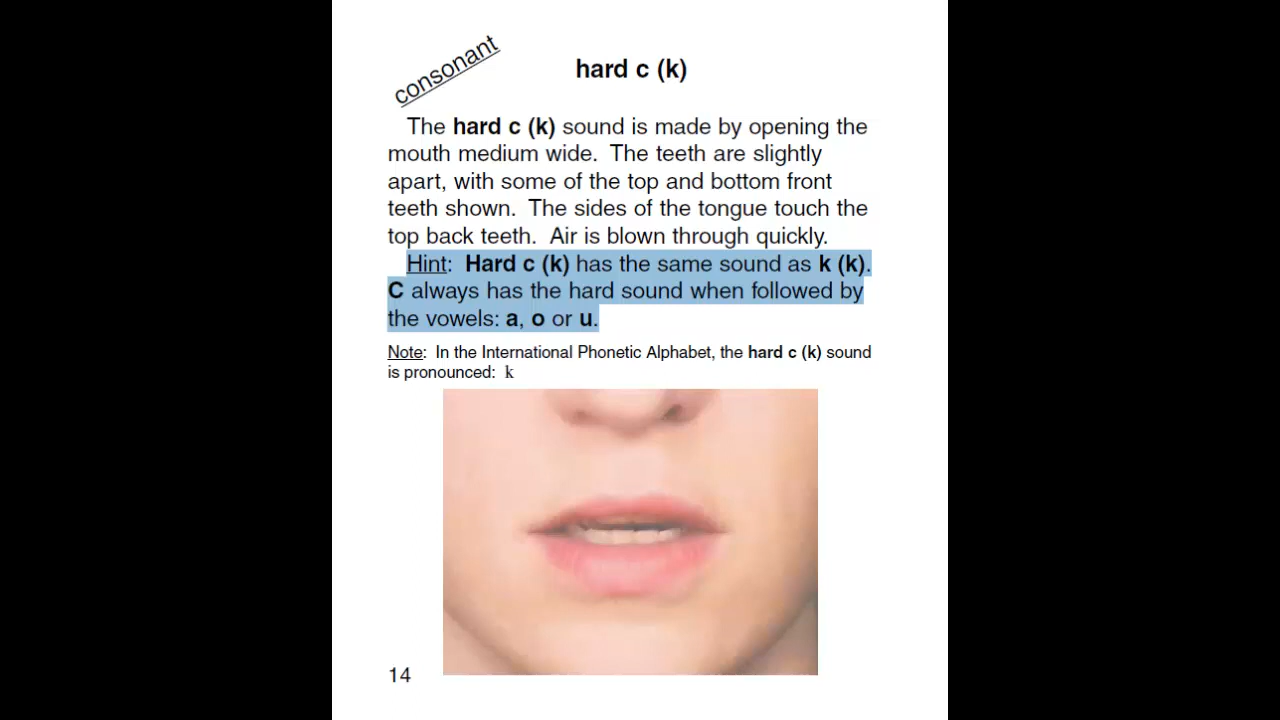 consonant
hard c (k)
The hard c (k) sound is made by opening the
mouth medium wide.  The teeth are slightly
apart, with some of the top and bottom front
teeth shown.  The sides of the tongue touch the
top back teeth.  Air is blown through quickly.
Hint:  Hard c (k) has the same sound as k (k).
C always has the hard sound when followed by
the vowels: a, o or u.
Note:  In the International Phonetic Alphabet, the hard c (k) sound
is pronounced:  k
14